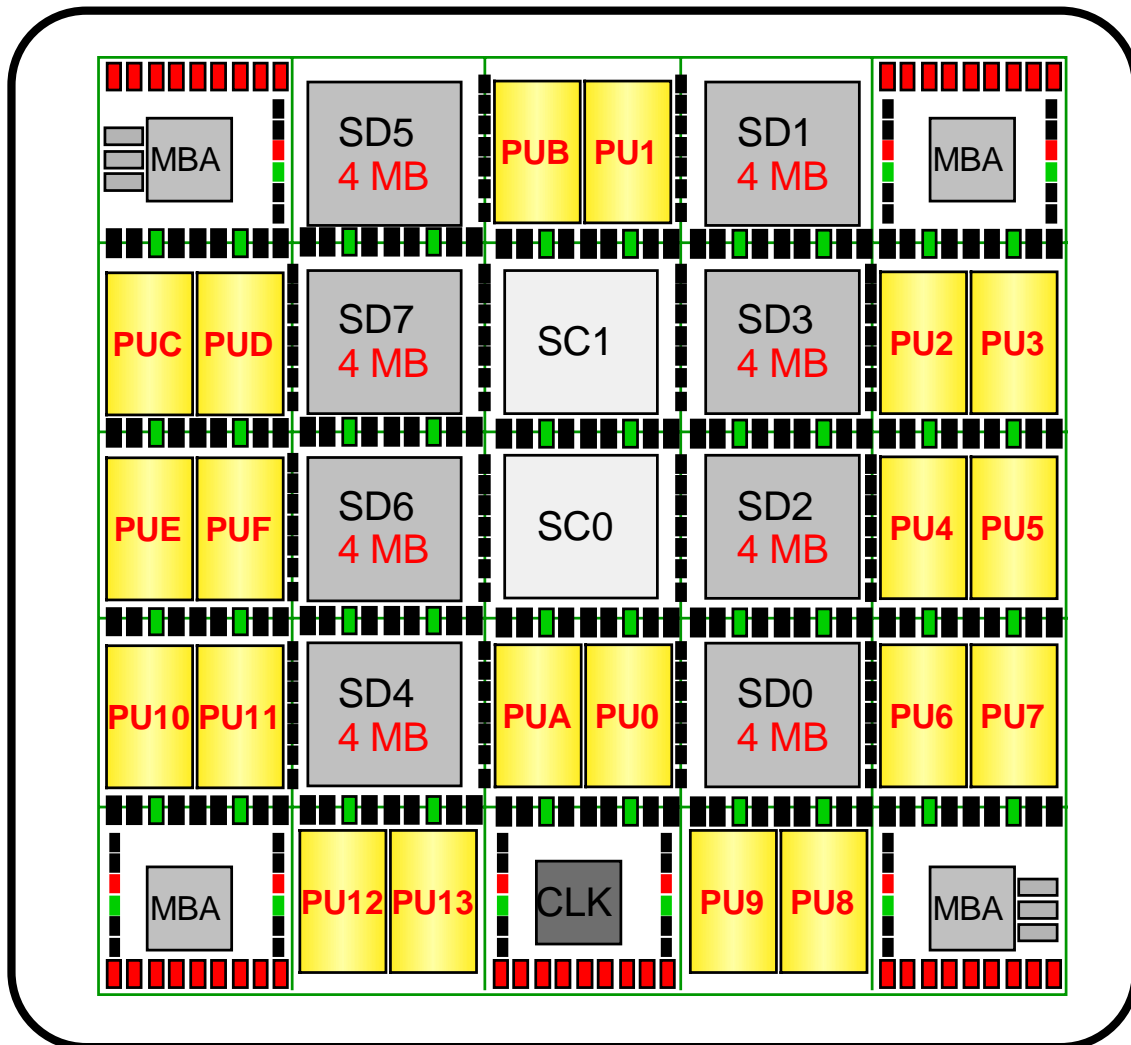 MBA
SD5
4 MB
PUB PU1
SD1
4 MB
MBA
PUC PUD
SD7
4 MB
SC1
SD3
4 MB
PU2 PU3
PUE PUF
SD6
4 MB
SC0
SD2
4 MB
PU4 PU5
PU10 PU11
SD4
4 MB
PUA PU0
SD0
4 MB
PU6 PU7
MBA
PU12 PU13
CLK
PU9 PU8
MBA